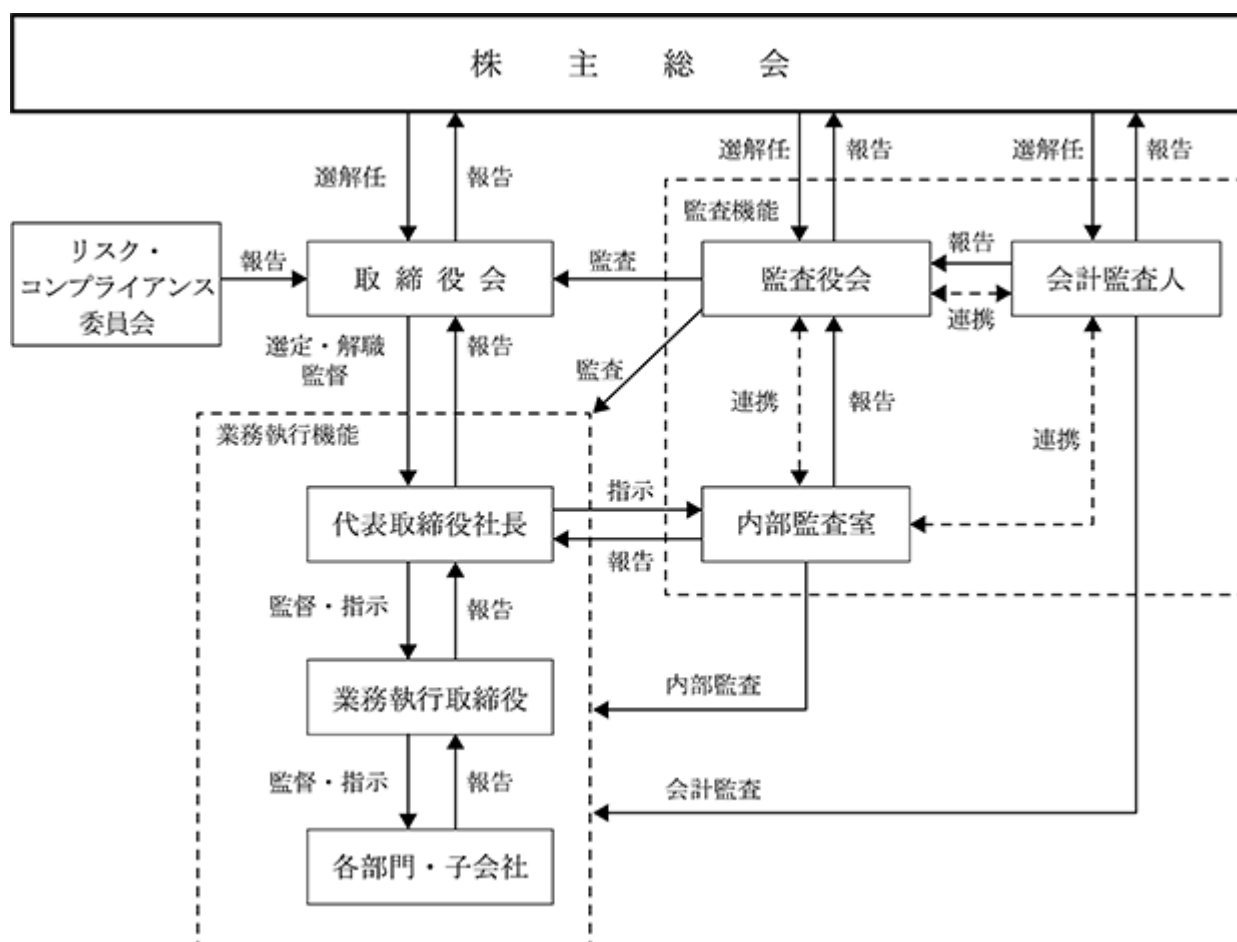 株主総会
選解任
報告
選解任
報告
選解任
報告
監査機能
リスク・
コンプライアンス
委員会
報告
取締役会
監査
監査役会
報告
連携
会計監査人
選定・解職
監督
報告
監査
連携
報告
連携
業務執行機能
代表取締役社長
指示
報告
内部監査室
監督・指示
報告
内部監査
業務執行取締役
監督・指示
報告
会計監査
各部門・子会社